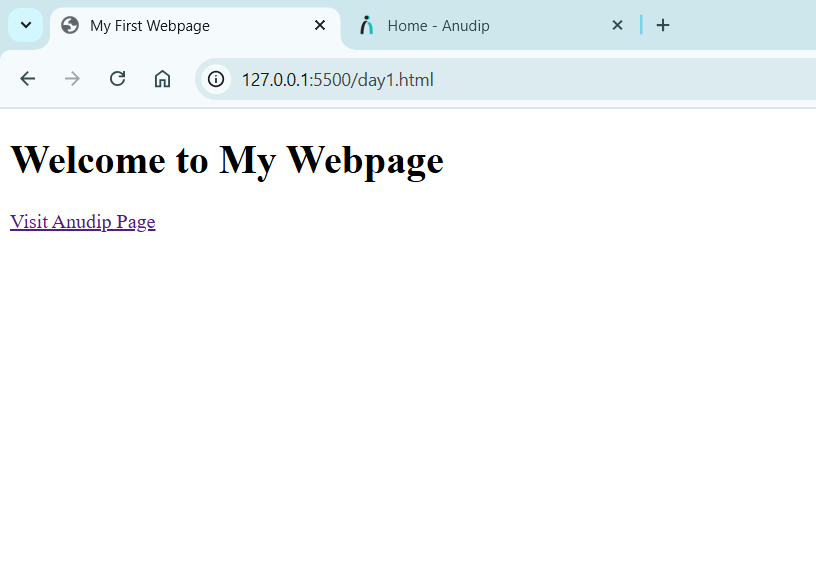 My First Webpage
Home - Anudip
127.0.0.1:5500/day1.html
Welcome to My Webpage
Visit Anudip Page